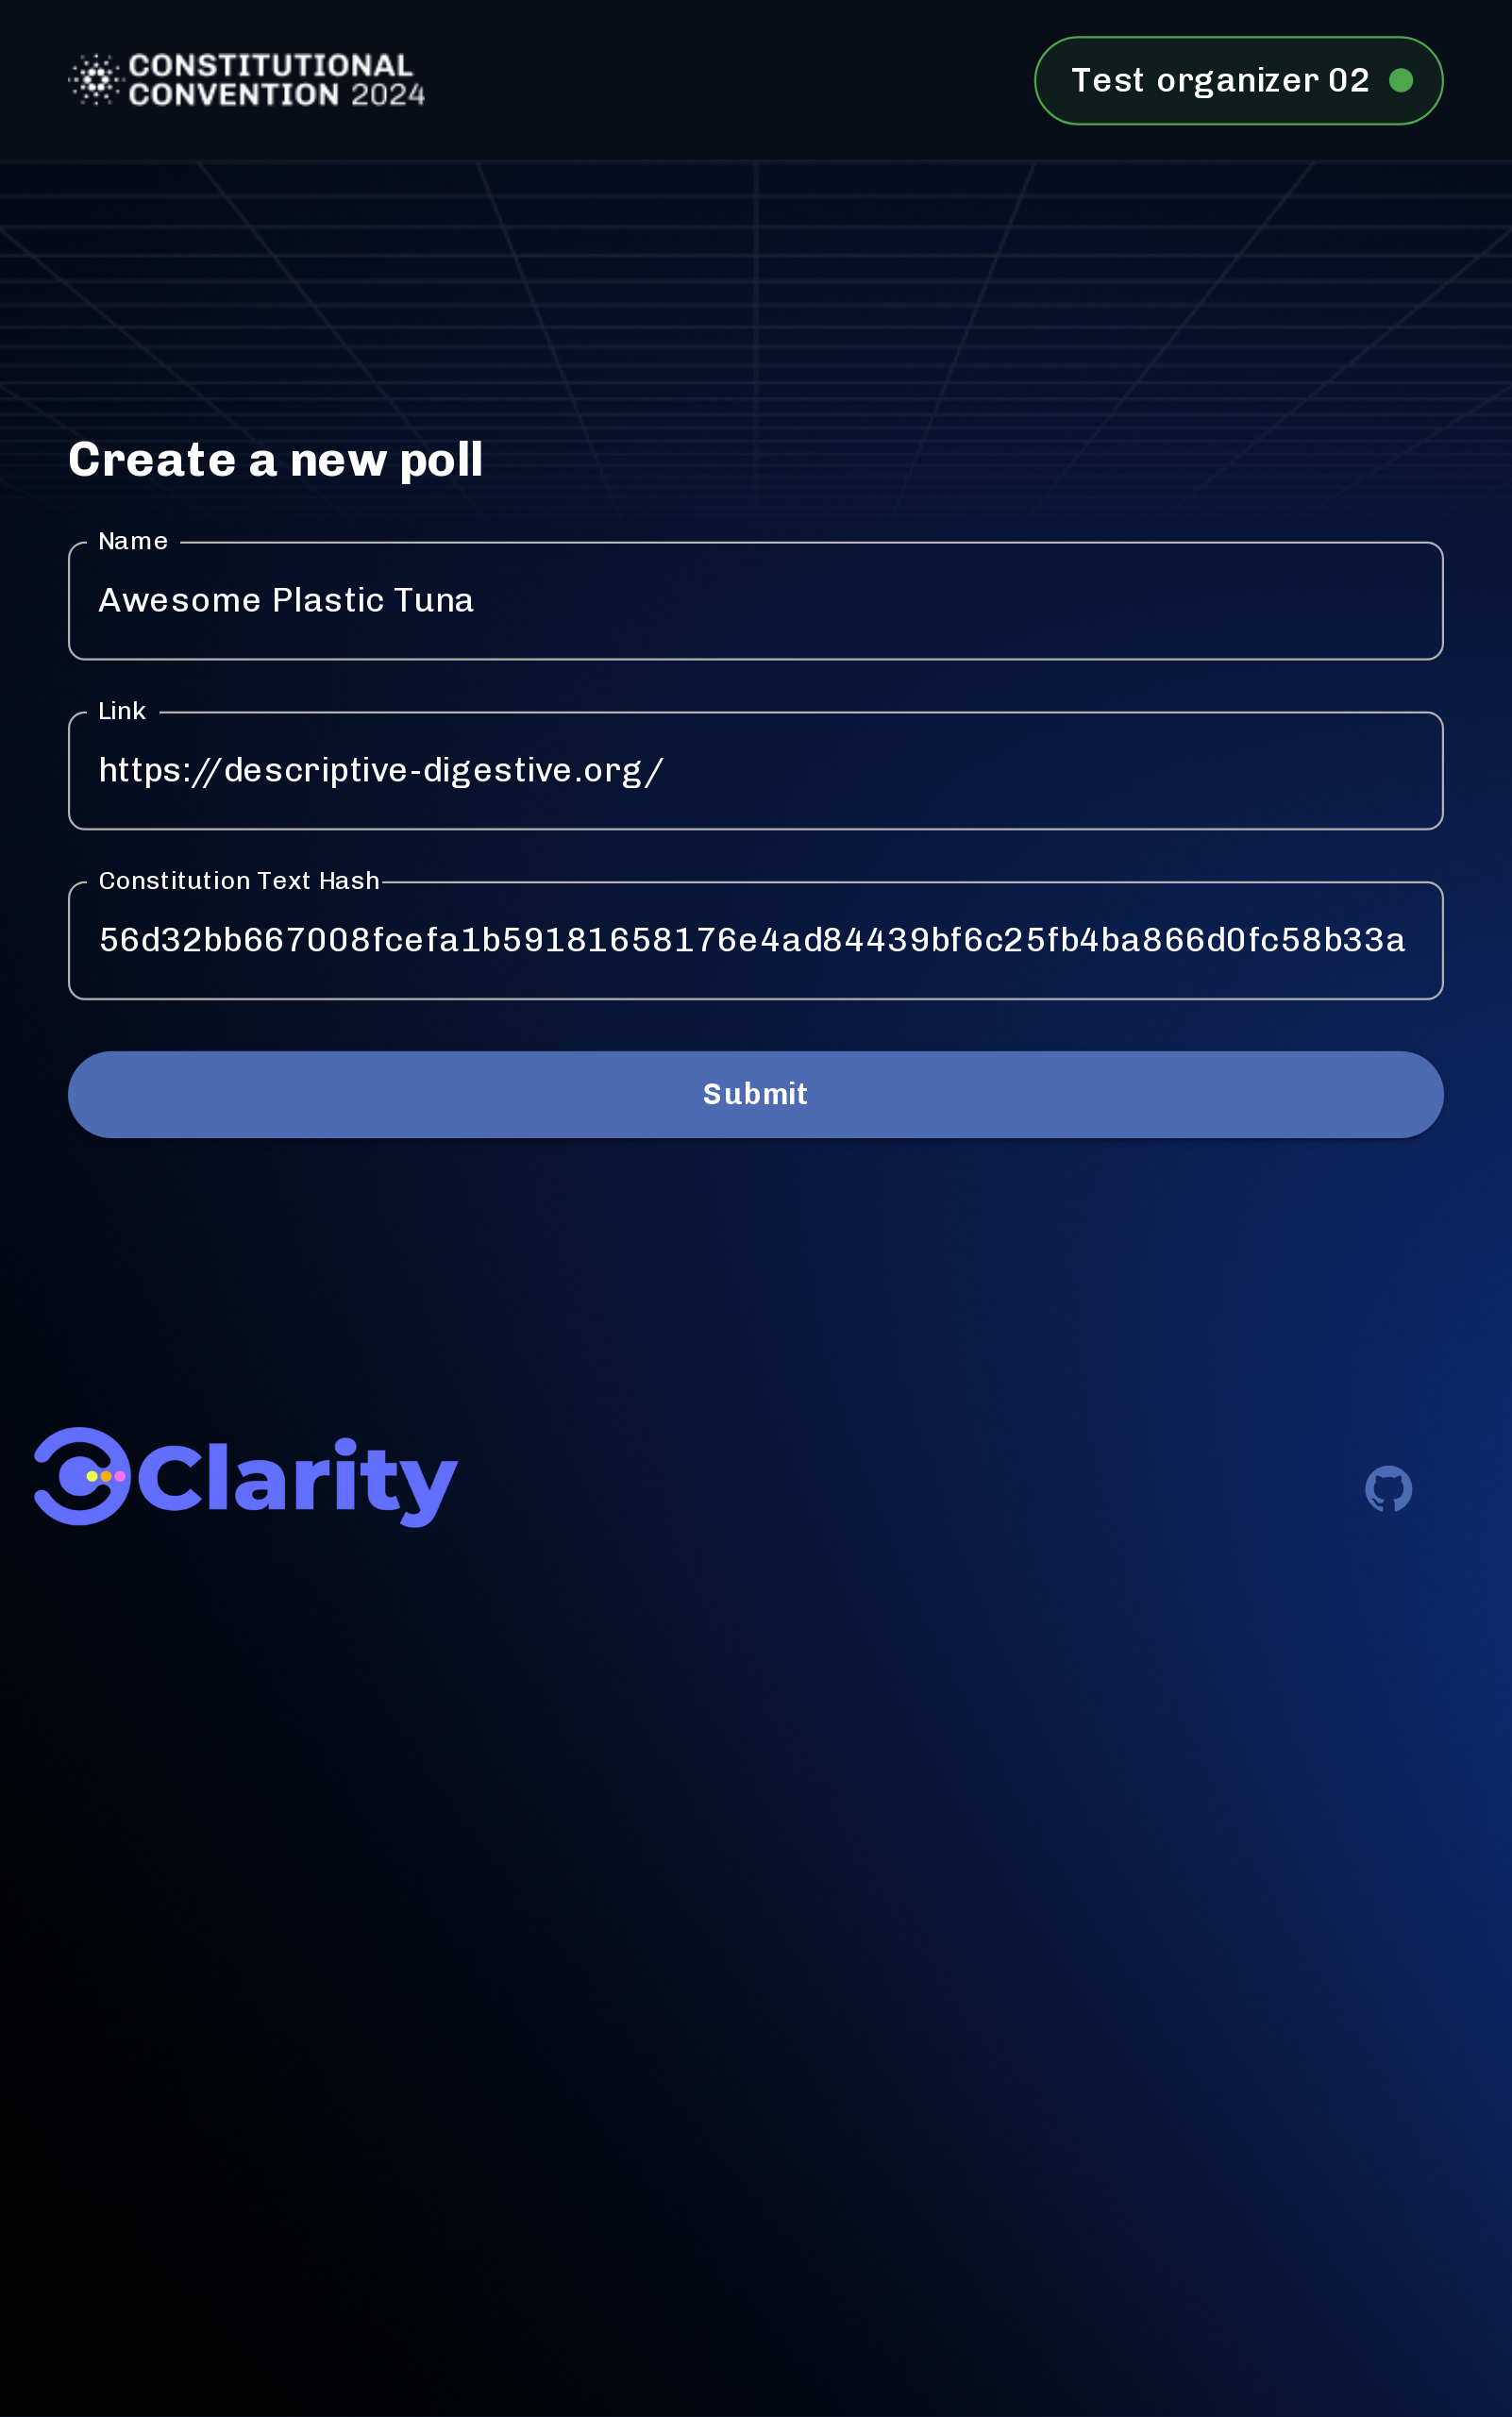 CONSTITUTIONAL
CONVENTION 2024
Test organizer 02
Create a new poll
Name
Awesome Plastic Tuna
Link
https://descriptive-digestive.org/
Constitution Text Hash
56d32bb667008fcefa1b59181658176e4ad84439bf6c25fb4ba866d0fc58b33a
Submit
Clarity